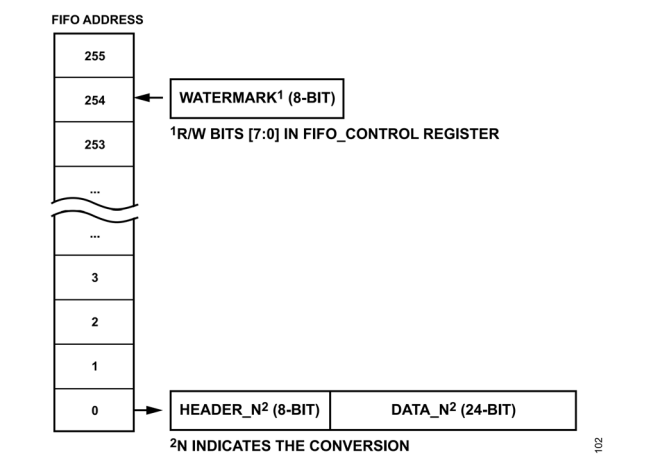 FIFO ADDRESS
255
254
WATERMARK¹ (8-BIT)
¹R/W BITS [7:0] IN FIFO_CONTROL REGISTER
253
...
...
3
2
1
0
HEADER_N² (8-BIT)
DATA_N² (24-BIT)
²N INDICATES THE CONVERSION
102